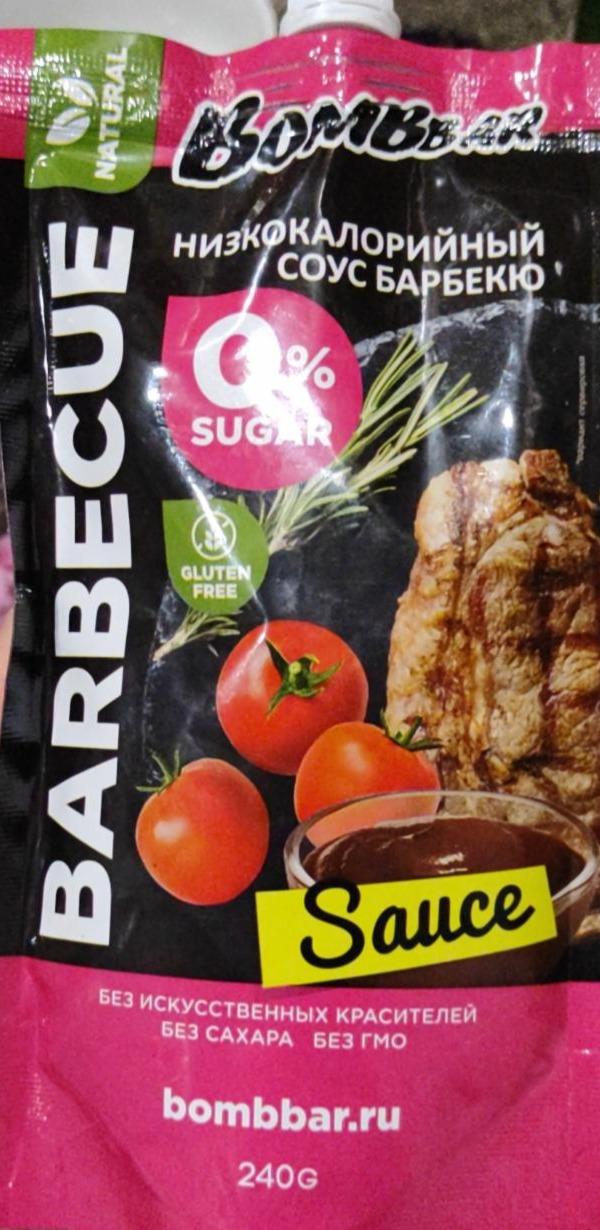 NATURAL
BOMBBAR
НИЗКОКАЛОРИЙНЫЙ
СОУС БАРБЕКЮ
BARBECUE
0%
SUGAR
GLUTEN
FREE
Sauce
БЕЗ ИСКУССТВЕННЫХ КРАСИТЕЛЕЙ
БЕЗ САХАРА БЕЗ ГМО
bombbar.ru
240G